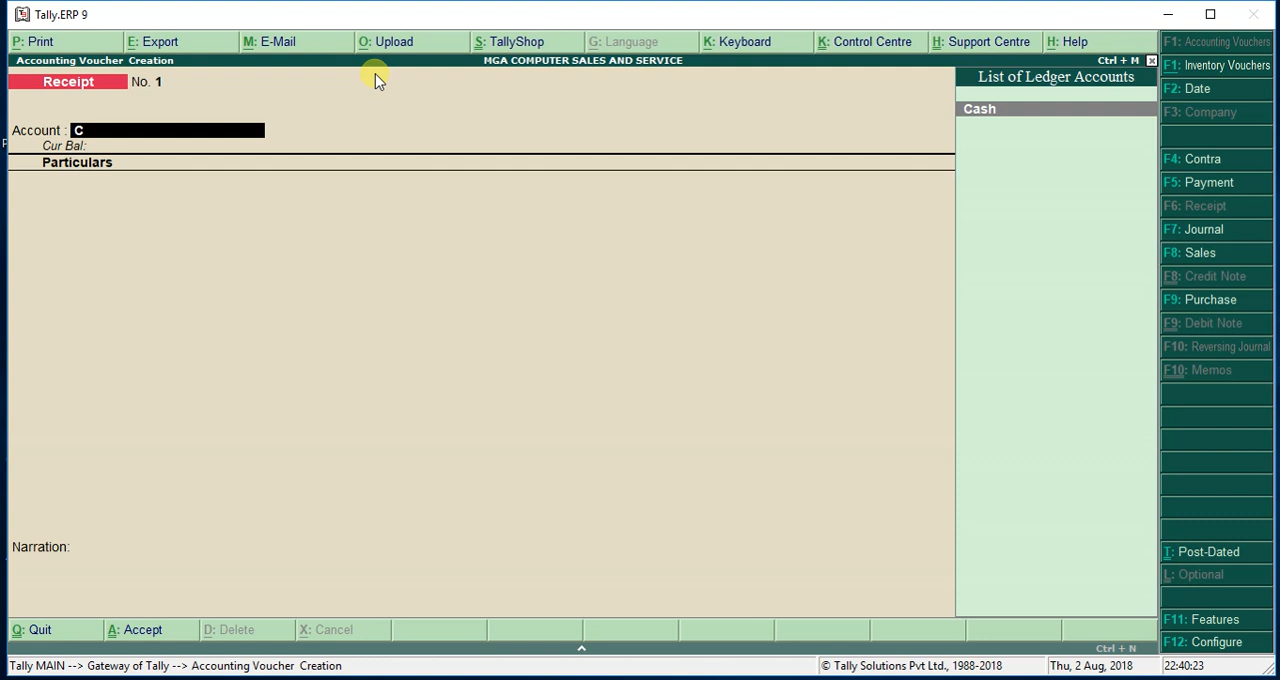 Tally.ERP 9
P: Print
E: Export
M: E-Mail
O: Upload
S: TallyShop
G: Language
K: Keyboard
K: Control Centre
H: Support Centre
H: Help
F1: Accounting Vouchers
Accounting Voucher Creation
MGA COMPUTER SALES AND SERVICE
Ctrl + M
F1: Inventory Vouchers
Receipt
No. 1
List of Ledger Accounts
F2: Date
Cash
F3: Company
Account : C
Cur Bal:
Particulars
F4: Contra
F5: Payment
F6: Receipt
F7: Journal
F8: Sales
F8: Credit Note
F9: Purchase
F9: Debit Note
F10: Reversing Journal
F10: Memos
Narration:
T: Post-Dated
L: Optional
F11: Features
F12: Configure
Q: Quit
A: Accept
D: Delete
X: Cancel
Ctrl + N
Tally MAIN --> Gateway of Tally --> Accounting Voucher Creation
© Tally Solutions Pvt Ltd., 1988-2018
Thu, 2 Aug, 2018
22:40:23